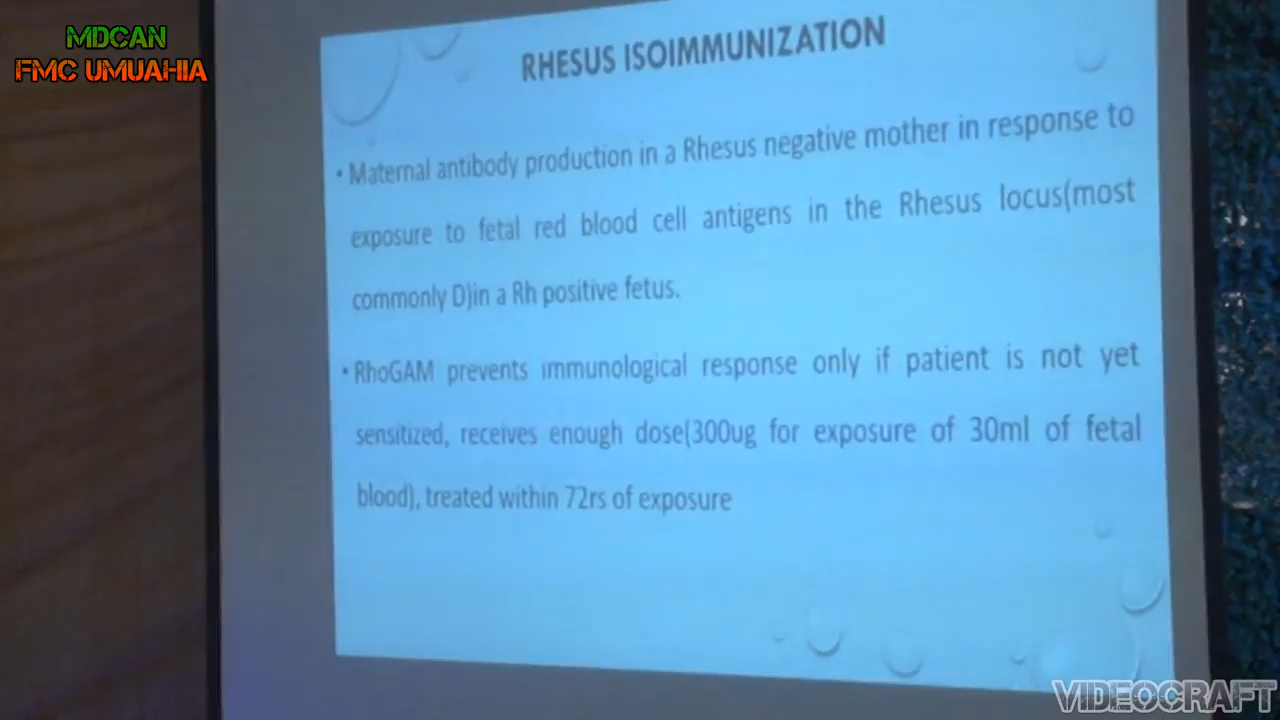 MDCAN
FMC UMUAHIA
RHESUS ISOIMMUNIZATION
• Maternal antibody production in a Rhesus negative mother in response to
exposure to fetal red blood cell antigens in the Rhesus locus(most
commonly D)in a Rh positive fetus.
• RhoGAM prevents immunological response only if patient is not yet
sensitized, receives enough dose(300ug for exposure of 30ml of fetal
blood), treated within 72rs of exposure
VIDEOCRAFT